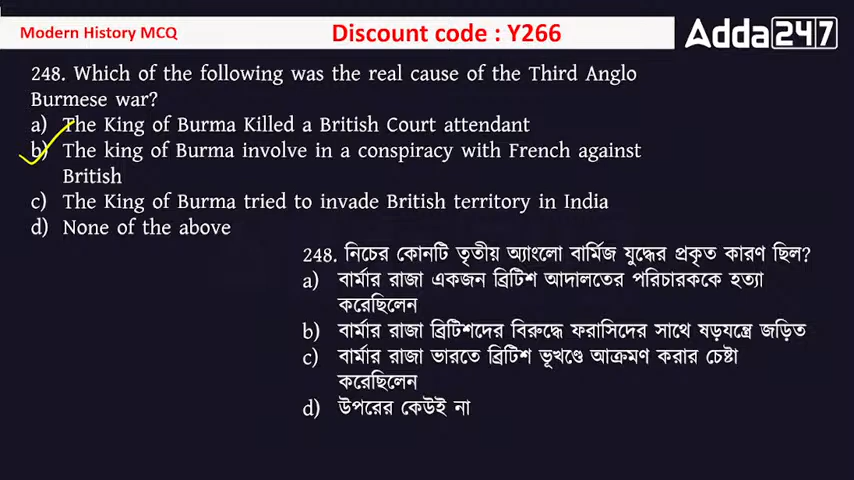 Modern History MCQ
Discount code : Y266
Adda247
248. Which of the following was the real cause of the Third Anglo
Burmese war?
a) The King of Burma Killed a British Court attendant
b) The king of Burma involve in a conspiracy with French against
British
c) The King of Burma tried to invade British territory in India
d) None of the above
248. নিচের কোনটি তৃতীয় অ্যাংলো বার্মিজ যুদ্ধের প্রকৃত কারণ ছিল?
a) বার্মার রাজা একজন ব্রিটিশ আদালতের পরিচারককে হত্যা
করেছিলেন
b) বার্মার রাজা ব্রিটিশদের বিরুদ্ধে ফরাসিদের সাথে ষড়যন্ত্রে জড়িত
c) বার্মার রাজা ভারতে ব্রিটিশ ভূখণ্ডে আক্রমণ করার চেষ্টা
করেছিলেন
d) উপরের কেউই না